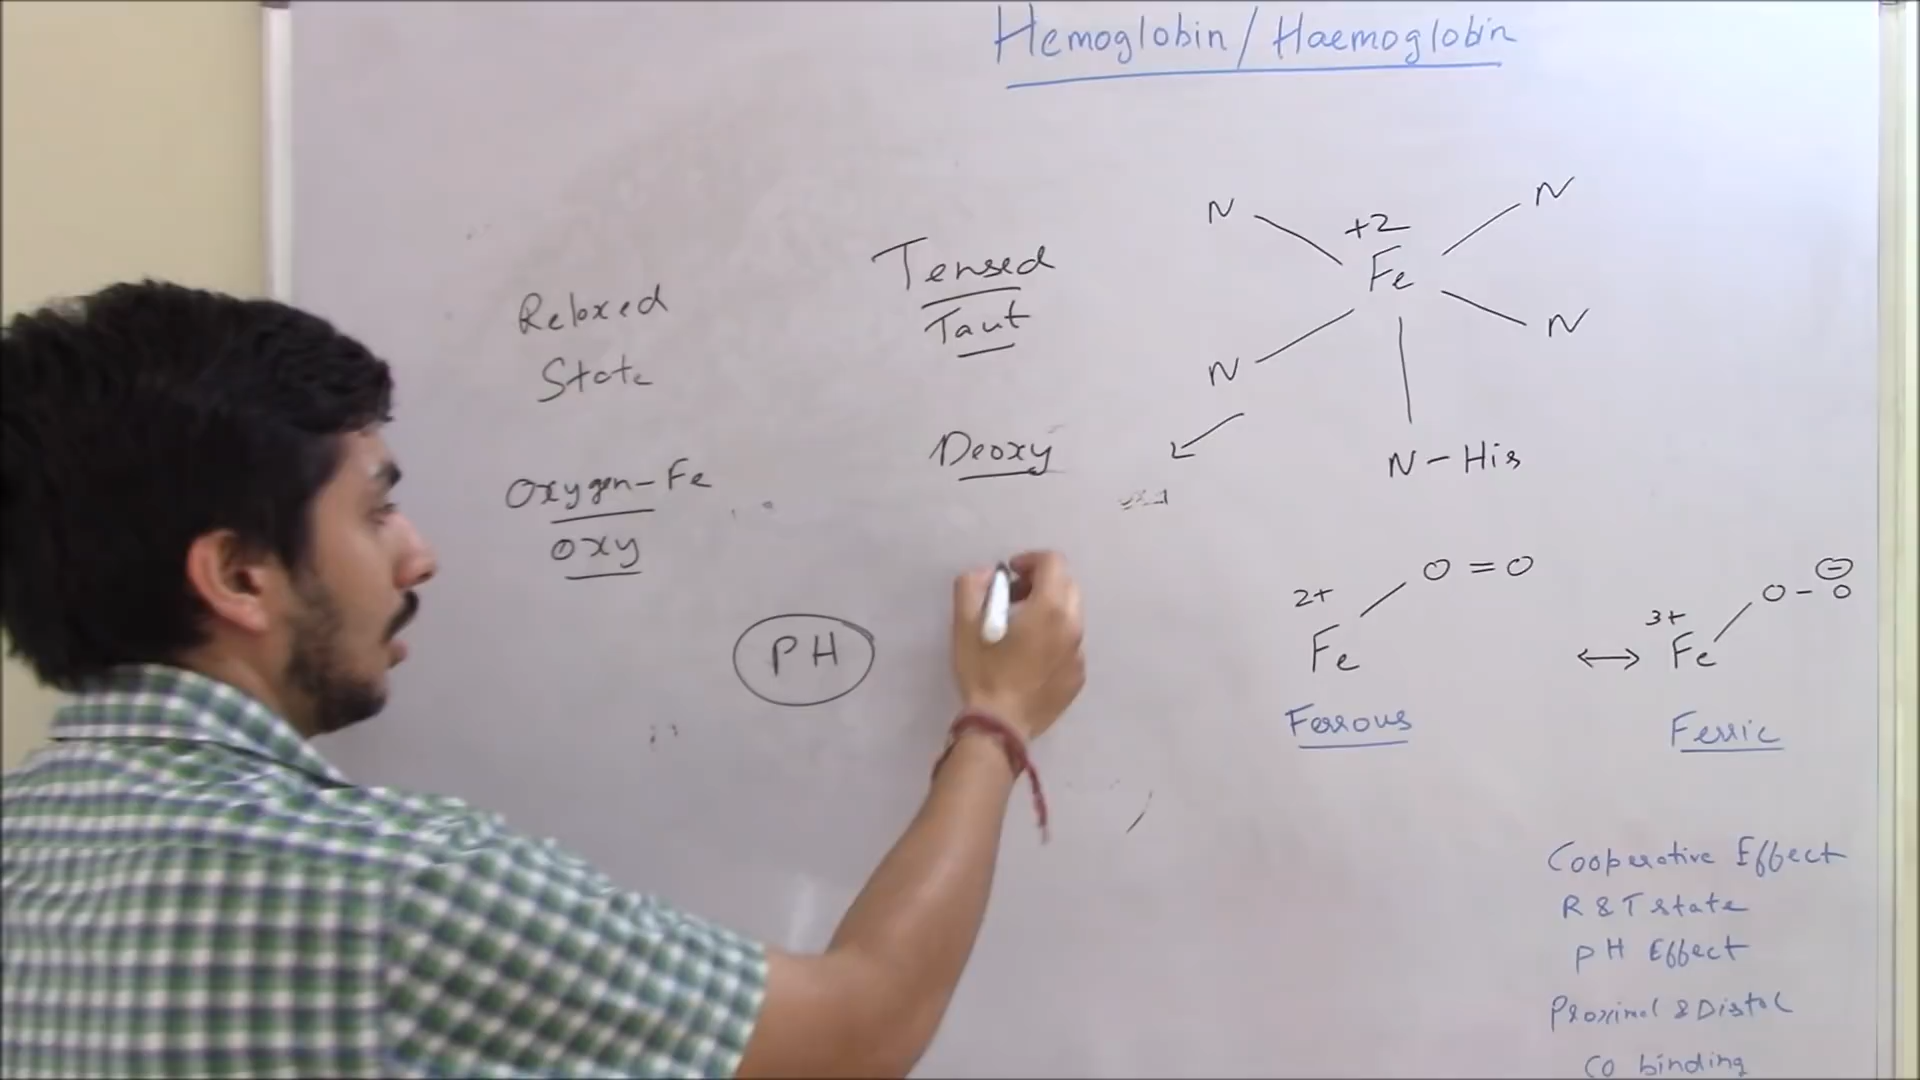 Hemoglobin / Haemoglobin
Relaxed
State
Oxygen-Fe
oxy
Tensed
Taut
Deoxy
PH
N
N
+2
Fe
N
N
N - His
2+
Fe
O = O
Ferrous
↔
3+
Fe
O - O
⊖
Ferric
Cooperative Effect
R & T state
PH Effect
Proximal & Distal
CO binding